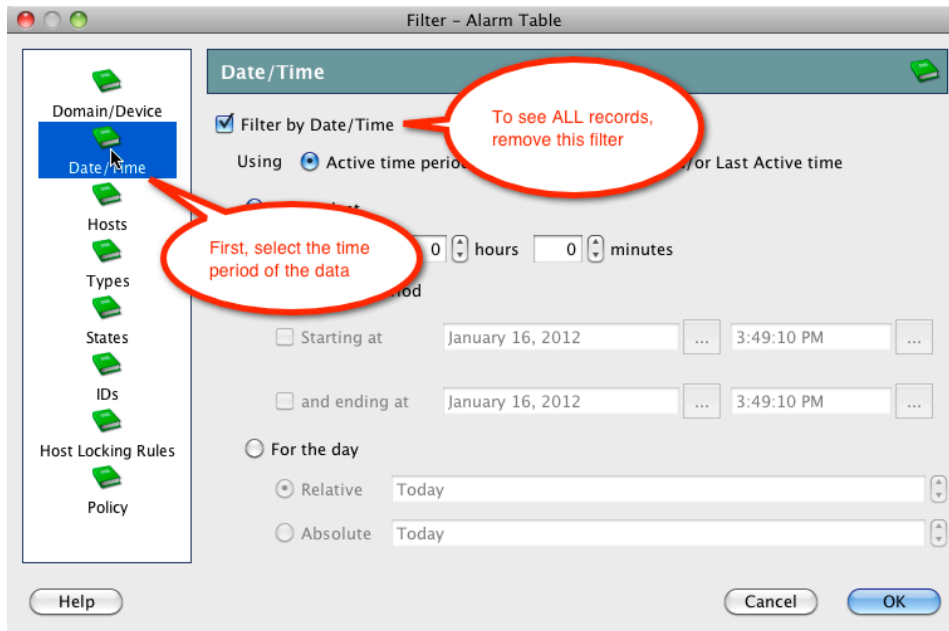 Filter – Alarm Table
Domain/Device
Date/Time
Hosts
Types
States
IDs
Host Locking Rules
Policy
Date/Time
Filter by Date/Time
To see ALL records,
remove this filter
Using Active time /or Last Active time
First, select the time
period of the data
0 hours 0 minutes
Starting at January 16, 2012 ... 3:49:10 PM ...
and ending at January 16, 2012 ... 3:49:10 PM ...
For the day
Relative Today
Absolute Today
Help Cancel OK